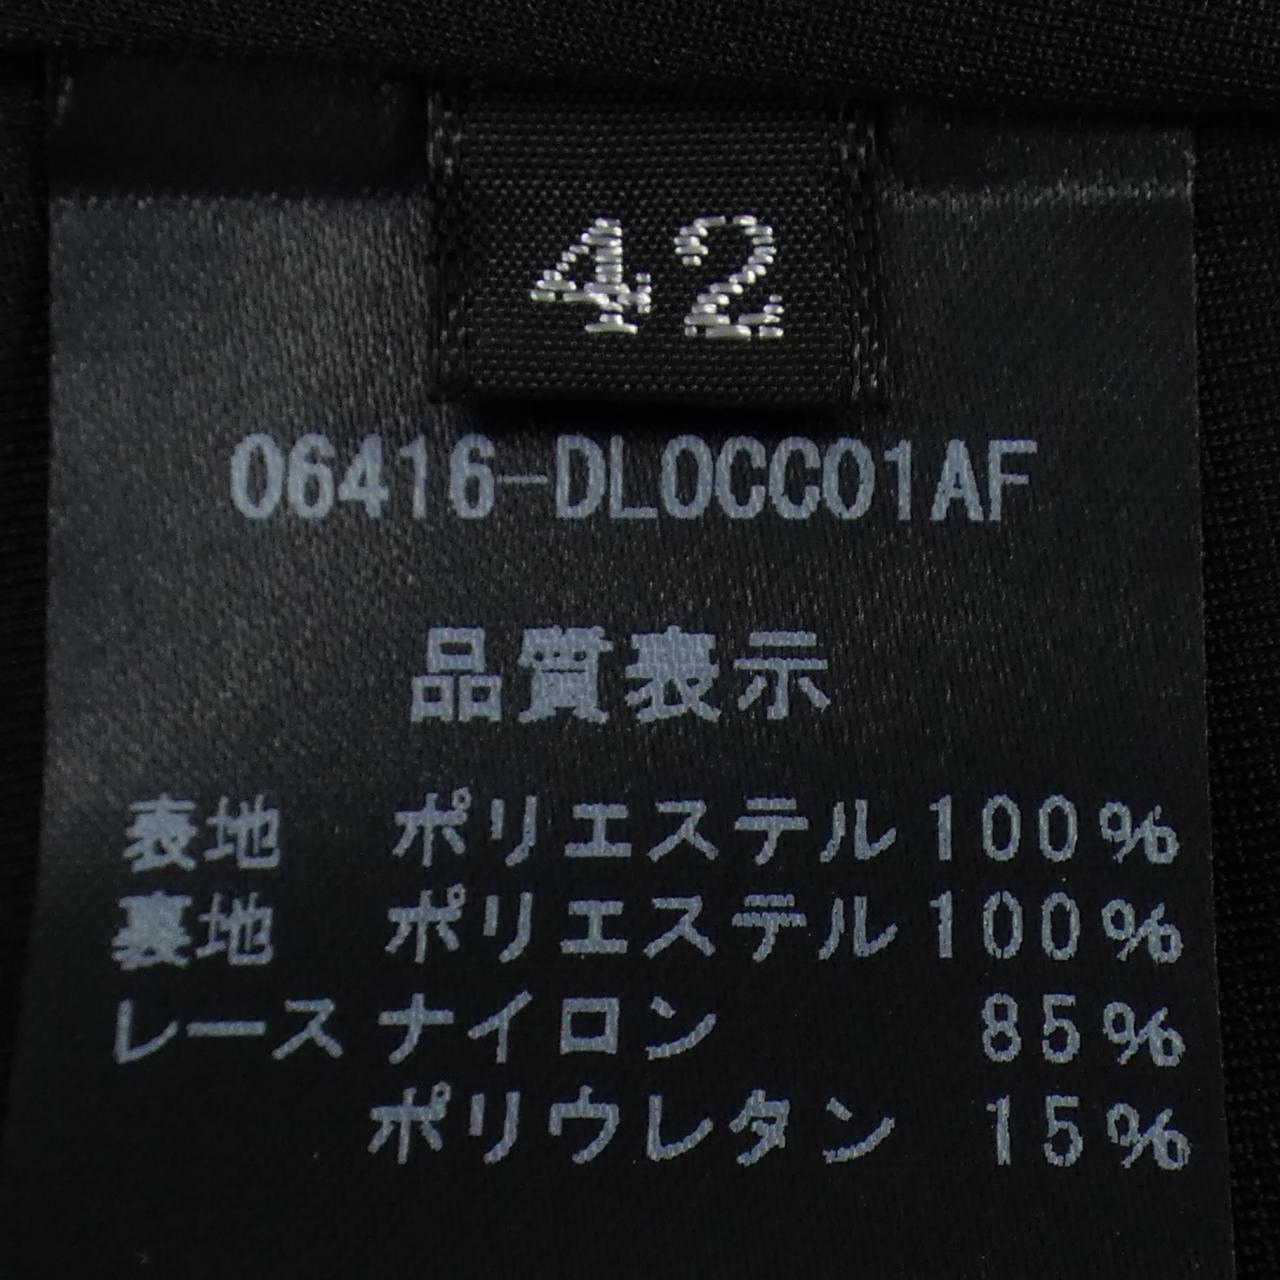 42
06416-DL0CC01AF
品質表示
表地 ポリエステル 100%
裏地 ポリエステル 100%
レース ナイロン 85%
ポリウレタン 15%